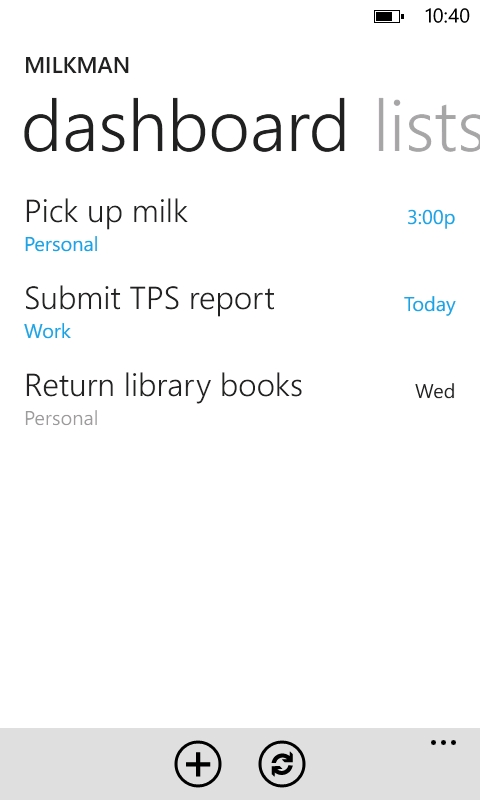 10:40
MILKMAN
dashboard lists
Pick up milk
3:00p
Personal
Submit TPS report
Today
Work
Return library books
Wed
Personal